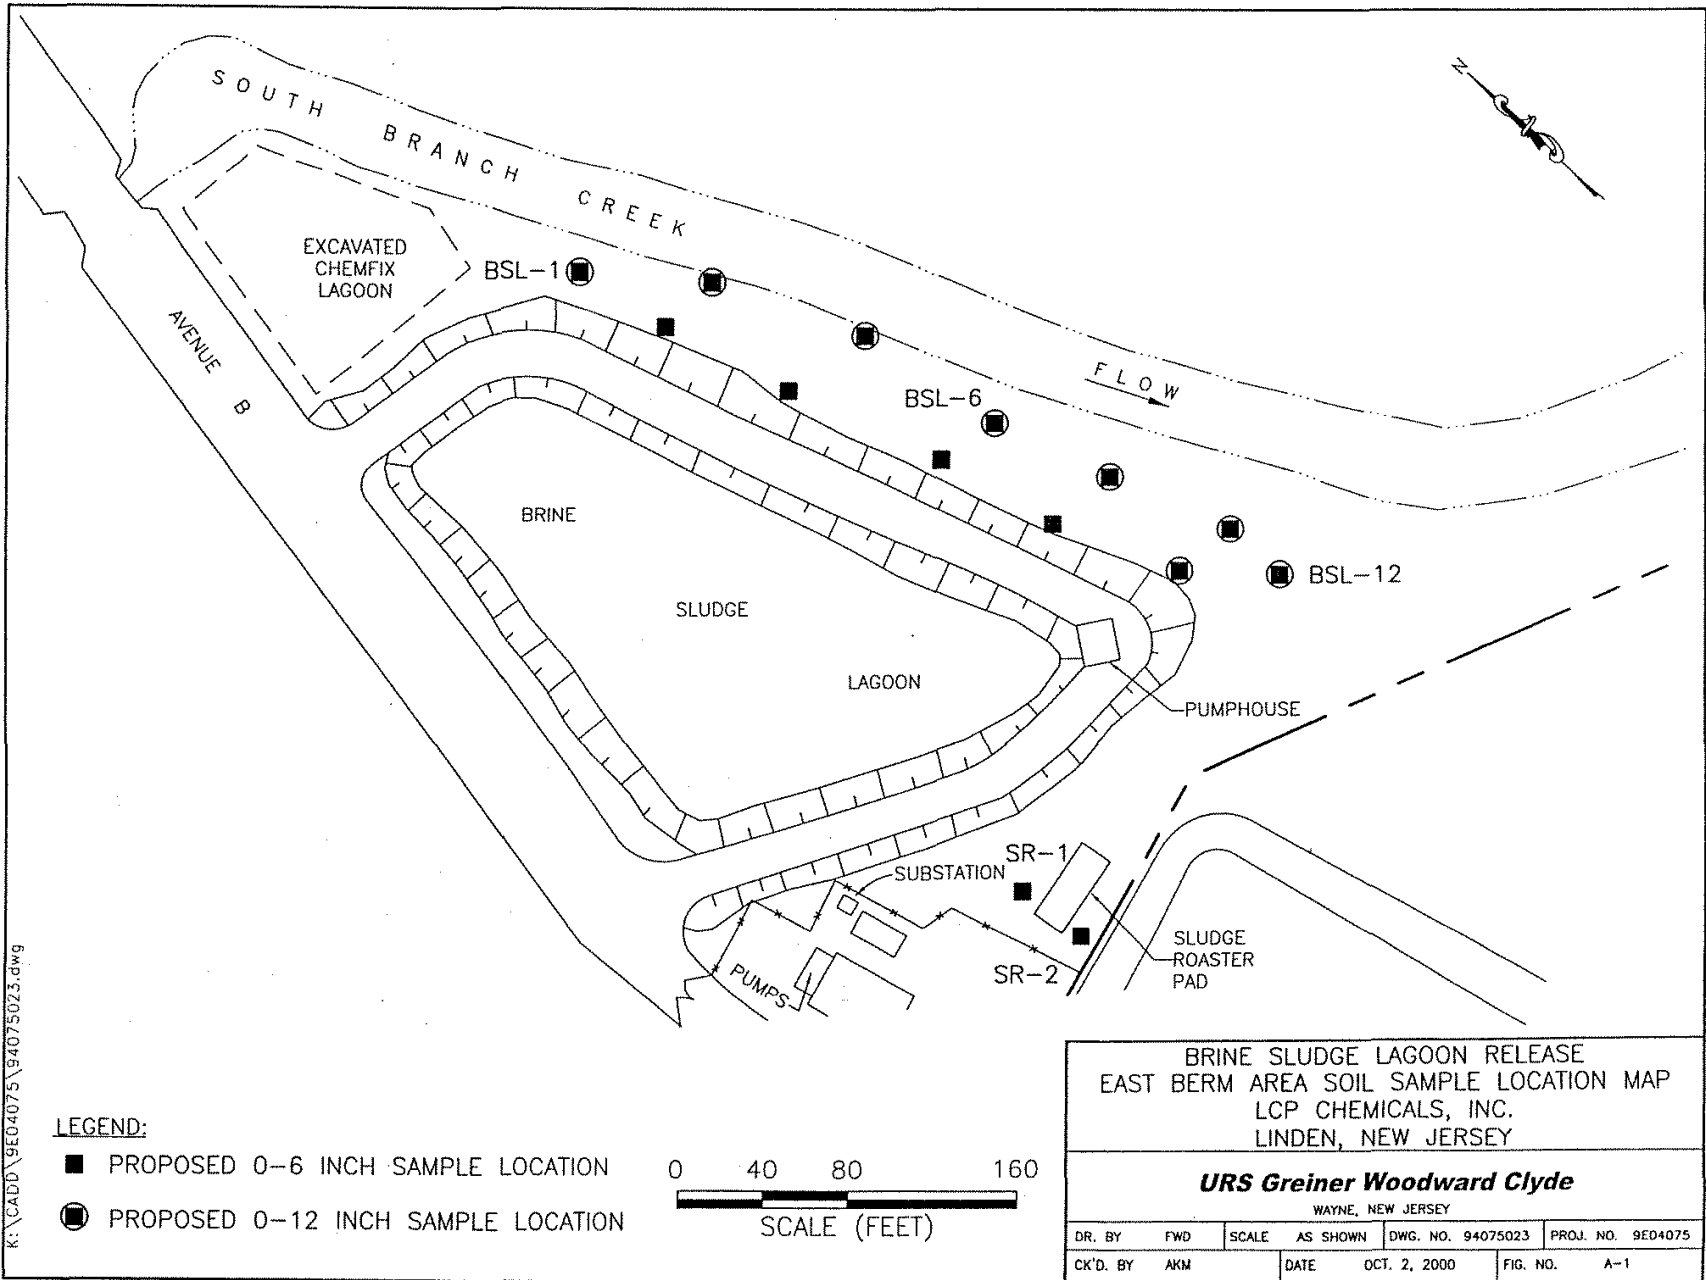 N
SOUTH BRANCH CREEK
EXCAVATED
CHEMFIX
LAGOON
BSL-1
AVENUE B
FLOW
BSL-6
BRINE
BSL-12
SLUDGE
LAGOON
PUMPHOUSE
SR-1
SUBSTATION
SLUDGE
ROASTER
PAD
SR-2
PUMPS
K:\CADD\9E04075\94075023.dwg
LEGEND:
PROPOSED 0-6 INCH SAMPLE LOCATION
PROPOSED 0-12 INCH SAMPLE LOCATION
0 40 80 160
SCALE (FEET)
BRINE SLUDGE LAGOON RELEASE
EAST BERM AREA SOIL SAMPLE LOCATION MAP
LCP CHEMICALS, INC.
LINDEN, NEW JERSEY
URS Greiner Woodward Clyde
WAYNE, NEW JERSEY
DR. BY FWD SCALE AS SHOWN DWG. NO. 94075023 PROJ. NO. 9E04075
CK'D. BY AKM DATE OCT. 2, 2000 FIG. NO. A-1